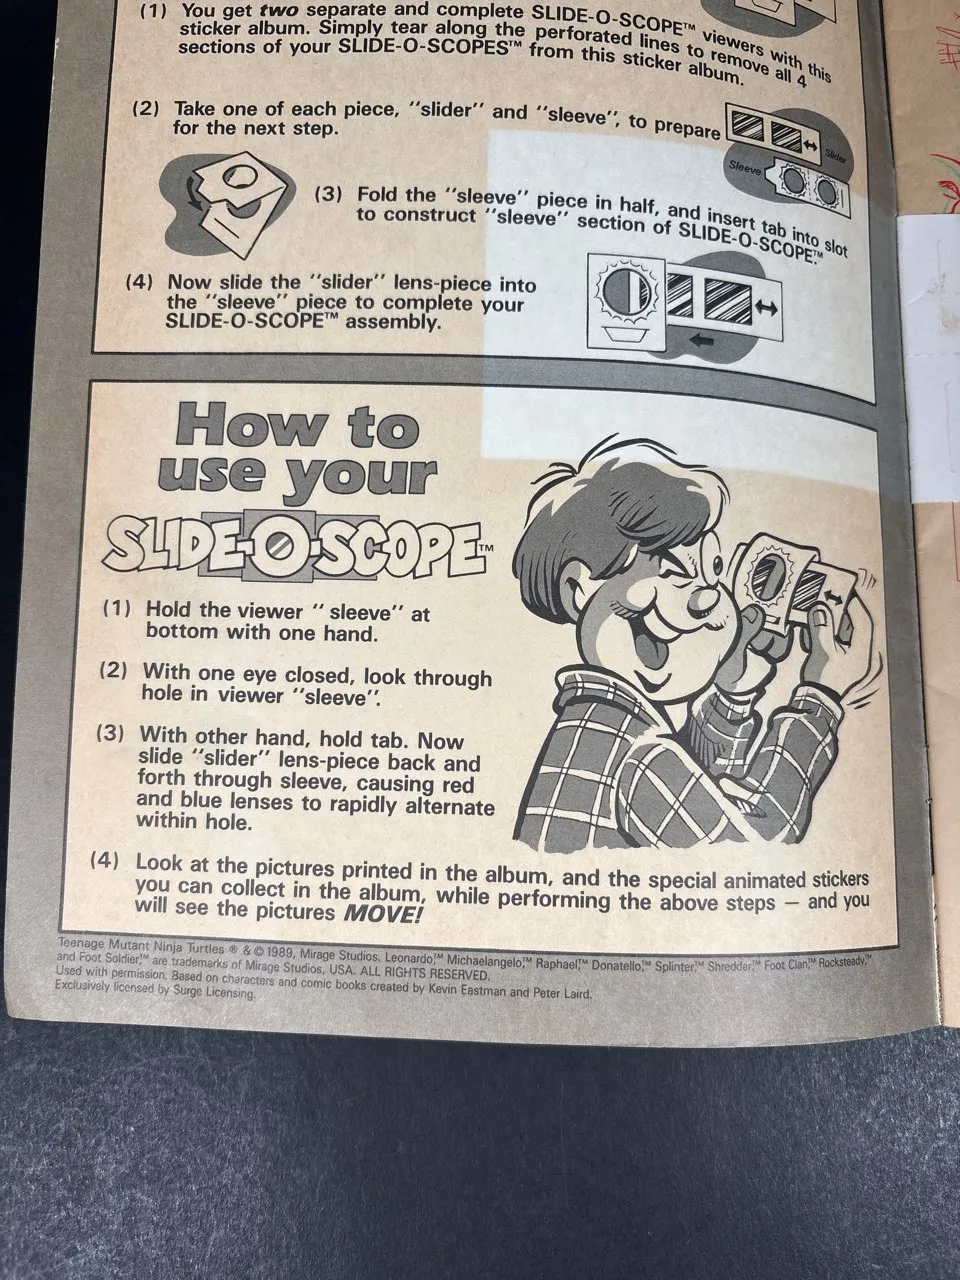 (1) You get two separate and complete SLIDE-O-SCOPE™ viewers with this
sticker album. Simply tear along the perforated lines to remove all 4
sections of your SLIDE-O-SCOPES™ from this sticker album.
(2) Take one of each piece, "slider" and "sleeve", to prepare
for the next step.
Slider
Sleeve
(3) Fold the "sleeve" piece in half, and insert tab into slot
to construct "sleeve" section of SLIDE-O-SCOPE™.
(4) Now slide the "slider" lens-piece into
the "sleeve" piece to complete your
SLIDE-O-SCOPE™ assembly.
How to
use your
SLIDE-O-SCOPE™
(1) Hold the viewer "sleeve" at
bottom with one hand.
(2) With one eye closed, look through
hole in viewer "sleeve".
(3) With other hand, hold tab. Now
slide "slider" lens-piece back and
forth through sleeve, causing red
and blue lenses to rapidly alternate
within hole.
(4) Look at the pictures printed in the album, and the special animated stickers
you can collect in the album, while performing the above steps — and you
will see the pictures MOVE!
Teenage Mutant Ninja Turtles ® & © 1989, Mirage Studios. Leonardo,™ Michaelangelo,™ Raphael,™ Donatello,™ Splinter,™ Shredder,™ Foot Clan,™ Rocksteady,™
and Foot Soldier,™ are trademarks of Mirage Studios, USA. ALL RIGHTS RESERVED.
Used with permission. Based on characters and comic books created by Kevin Eastman and Peter Laird.
Exclusively licensed by Surge Licensing.